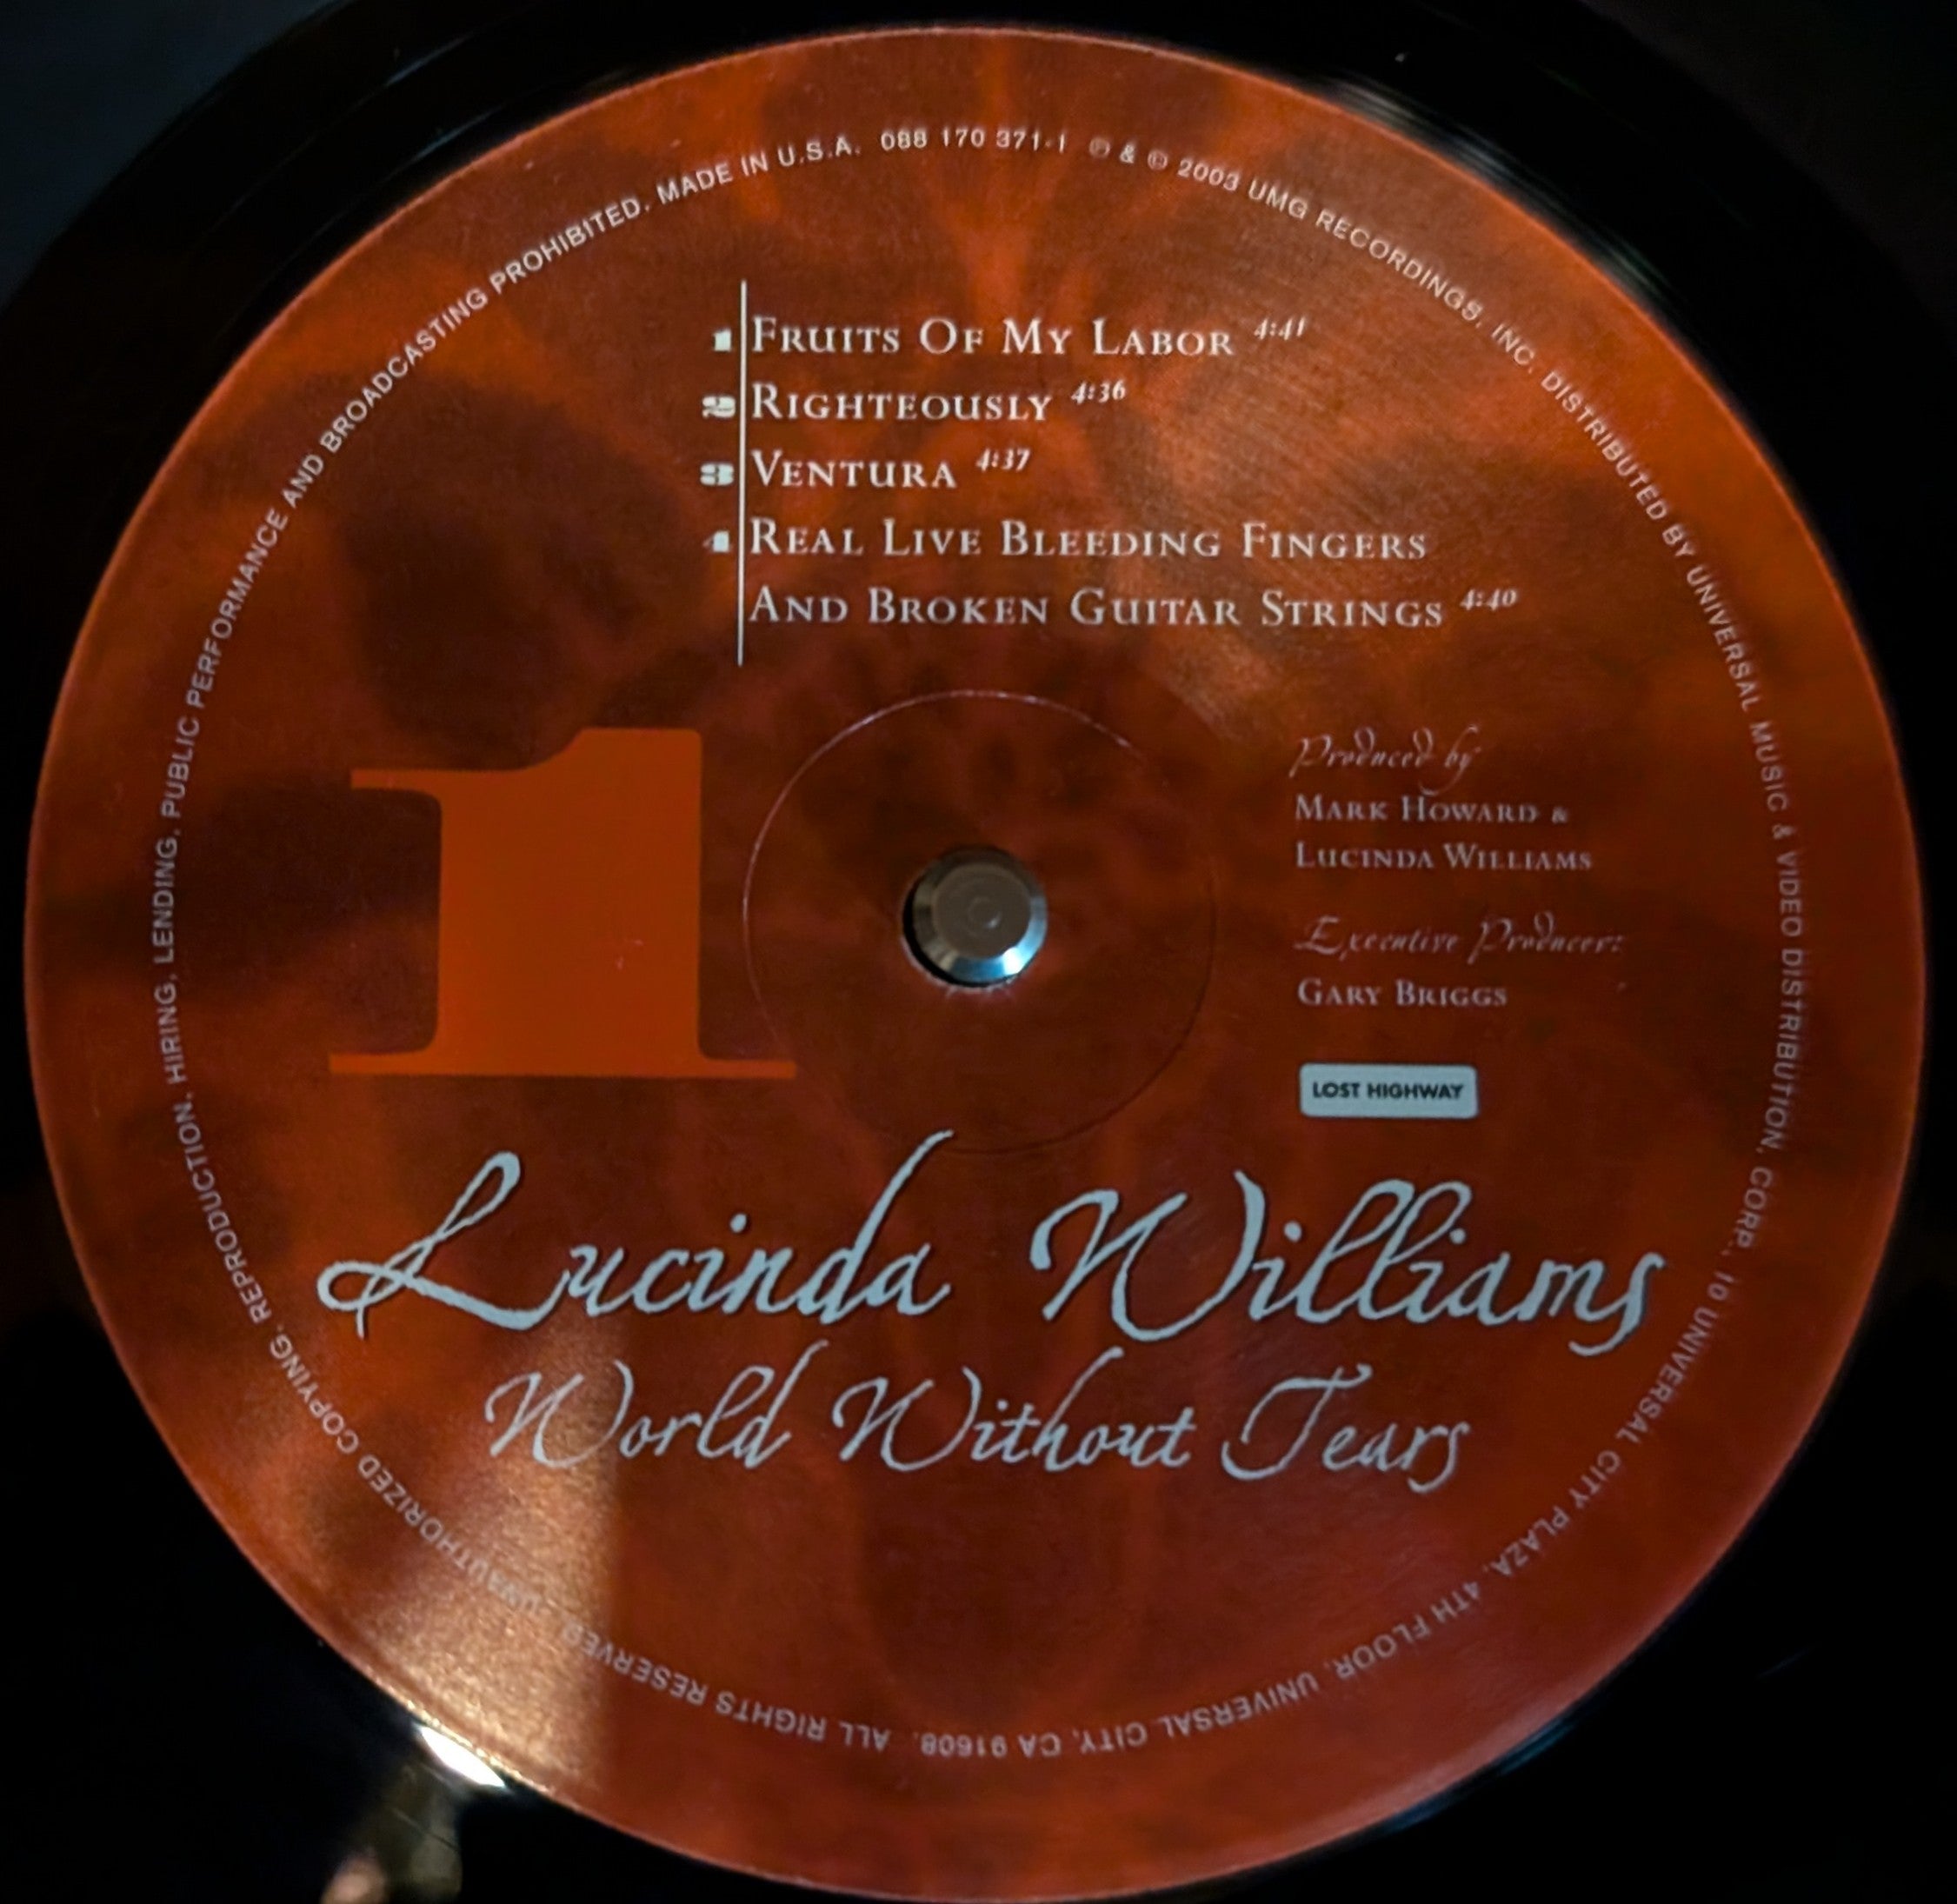 1 FRUITS OF MY LABOR 4:41
2 RIGHTEOUSLY 4:36
3 VENTURA 4:37
4 REAL LIVE BLEEDING FINGERS
AND BROKEN GUITAR STRINGS 4:40
1
Produced by
MARK HOWARD &
LUCINDA WILLIAMS
Executive Producer:
GARY BRIGGS
LOST HIGHWAY
Lucinda Williams
World Without Tears
088 170 371-1 ℗ & © 2003 UMG RECORDINGS, INC. DISTRIBUTED BY UNIVERSAL MUSIC & VIDEO DISTRIBUTION, CORP., 10 UNIVERSAL CITY PLAZA, 4TH FLOOR, UNIVERSAL CITY, CA 91608. ALL RIGHTS RESERVED. UNAUTHORIZED COPYING, REPRODUCTION, HIRING, LENDING, PUBLIC PERFORMANCE AND BROADCASTING PROHIBITED. MADE IN U.S.A.